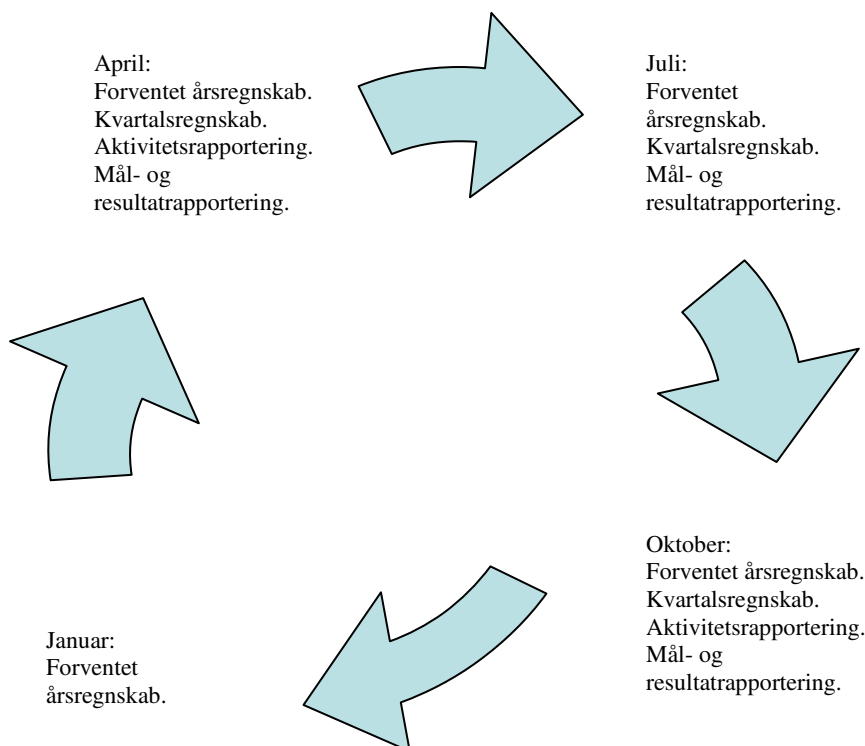 April:
Forventet årsregnskab.
Kvartalsregnskab.
Aktivitetsrapportering.
Mål- og
resultatrapportering.
Juli:
Forventet
årsregnskab.
Kvartalsregnskab.
Mål- og
resultatrapportering.
Oktober:
Forventet årsregnskab.
Kvartalsregnskab.
Aktivitetsrapportering.
Mål- og
resultatrapportering.
Januar:
Forventet
årsregnskab.